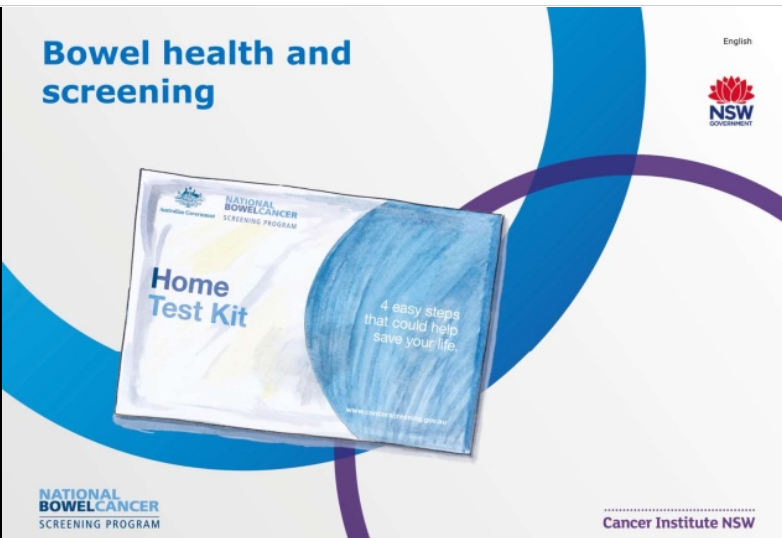 Bowel health and
screening
English
NSW
GOVERNMENT
Australian Government
NATIONAL
BOWELCANCER
SCREENING PROGRAM
Home
Test Kit
4 easy steps
that could help
save your life.
www.cancerscreening.gov.au
NATIONAL
BOWELCANCER
SCREENING PROGRAM
Cancer Institute NSW